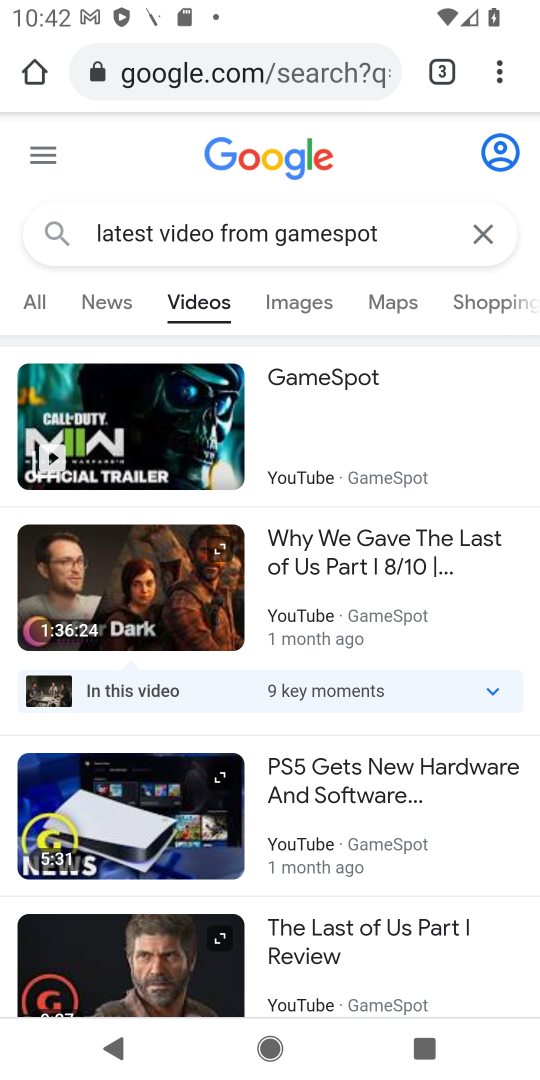 10:42
google.com/search?q=
3
Google
latest video from gamespot
All News Videos Images Maps Shopping
CALL·DUTY.
OFFICIAL TRAILER
GameSpot
YouTube · GameSpot
Why We Gave The Last
of Us Part I 8/10 |...
1:36:24
r Dark
YouTube · GameSpot
1 month ago
In this video
9 key moments
PS5 Gets New Hardware
And Software...
G
NEWS
5:31
YouTube · GameSpot
1 month ago
The Last of Us Part I
Review
G
YouTube · GameSpot